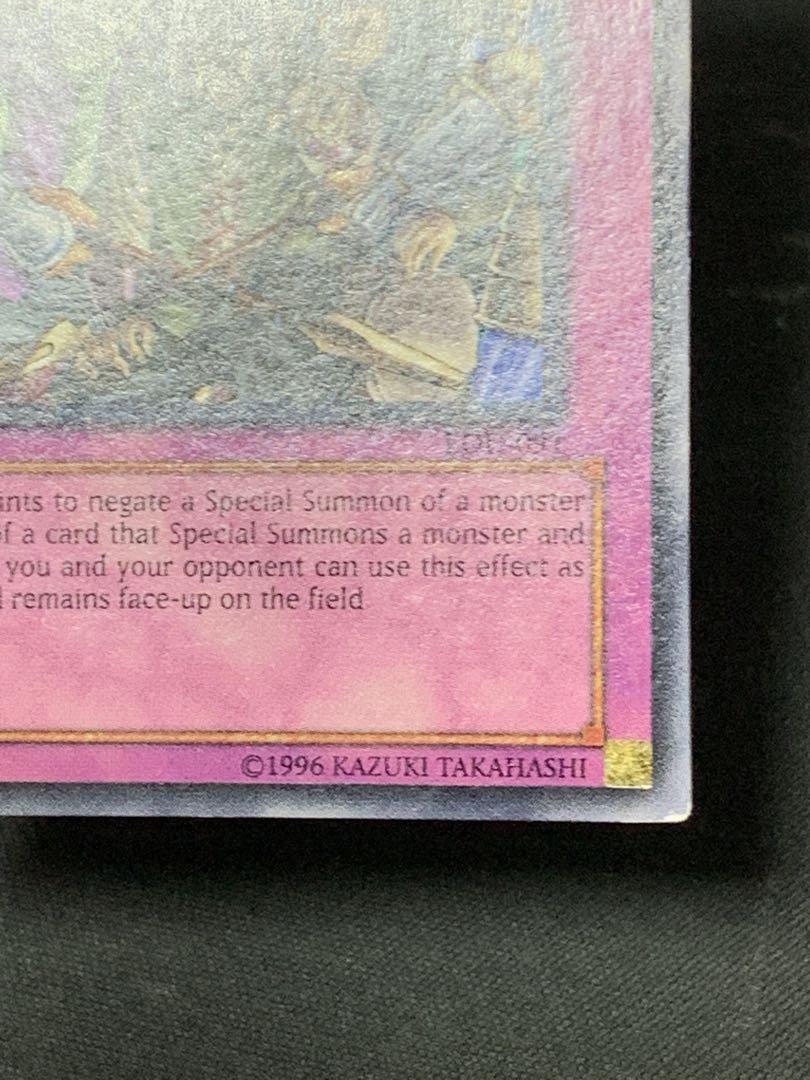 ints to negate a Special Summon of a monster
of a card that Special Summons a monster and
you and your opponent can use this effect as
remains face-up on the field
©1996 KAZUKI TAKAHASHI